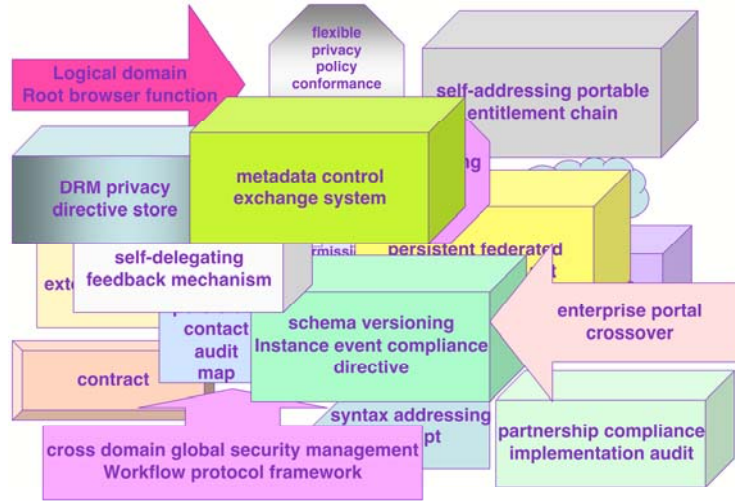 flexible
privacy
policy
conformance
Logical domain
Root browser function
self-addressing portable
entitlement chain
metadata control
exchange system
DRM privacy
directive store
self-delegating
feedback mechanism
persistent federated
schema versioning
Instance event compliance
directive
enterprise portal
crossover
contact
audit
map
contract
syntax addressing
partnership compliance
implementation audit
cross domain global security management
Workflow protocol framework